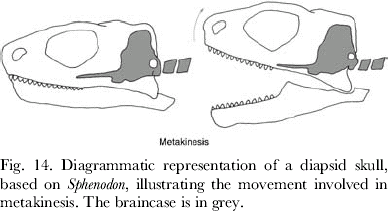 Metakinesis
Fig. 14. Diagrammatic representation of a diapsid skull,
based on Sphenodon, illustrating the movement involved in
metakinesis. The braincase is in grey.